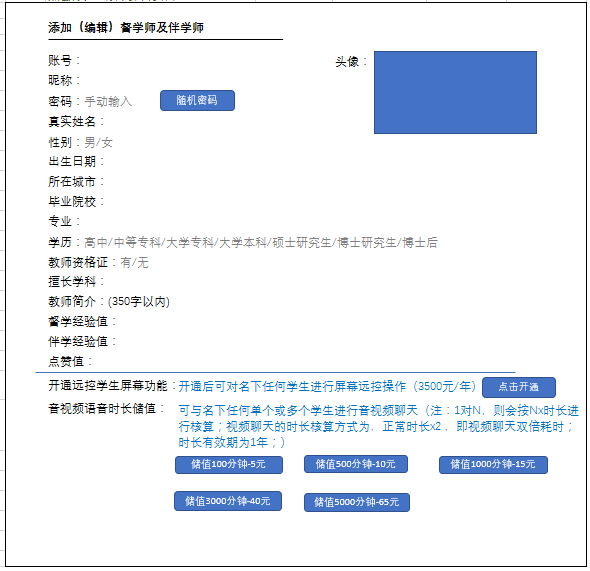 添加（编辑）督学师及伴学师
账号：
头像：
昵称：
密码：手动输入
随机密码
真实姓名：
性别：男/女
出生日期：
所在城市：
毕业院校：
专业：
学历：高中/中等专科/大学专科/大学本科/硕士研究生/博士研究生/博士后
教师资格证：有/无
擅长学科：
教师简介：(350字以内)
督学经验值：
伴学经验值：
点赞值：
开通远控学生屏幕功能：开通后可对名下任何学生进行屏幕远控操作（3500元/年）
点击开通
音视频语音时长储值：
可与名下任何单个或多个学生进行音视频聊天（注：1对N，则会按Nx时长进
行核算；视频聊天的时长核算方式为，正常时长x2，即视频聊天双倍耗时；
时长有效期为1年；）
储值100分钟-5元
储值500分钟-10元
储值1000分钟-15元
储值3000分钟-40元
储值5000分钟-65元